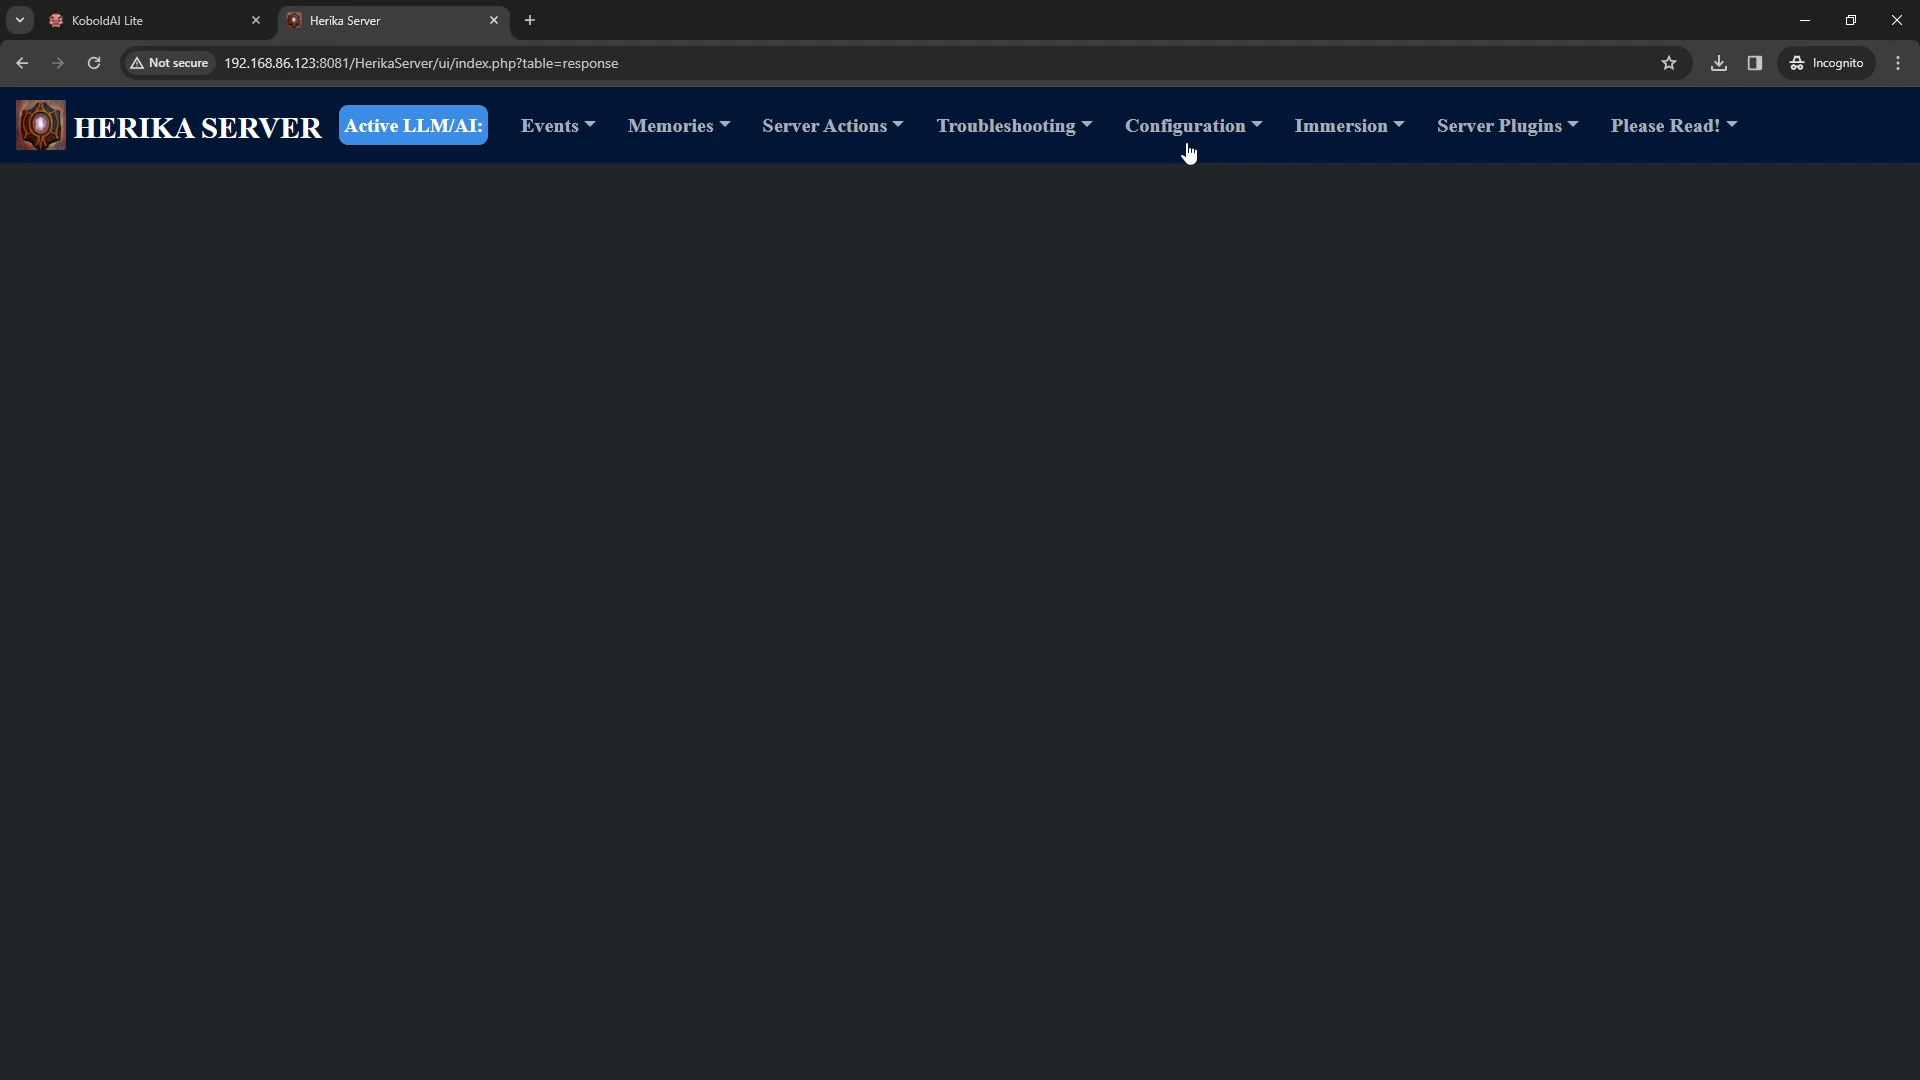 KoboldAI Lite
Herika Server
Not secure
192.168.86.123:8081/HerikaServer/ui/index.php?table=response
Incognito
HERIKA SERVER
Active LLM/AI:
Events
Memories
Server Actions
Troubleshooting
Configuration
Immersion
Server Plugins
Please Read!